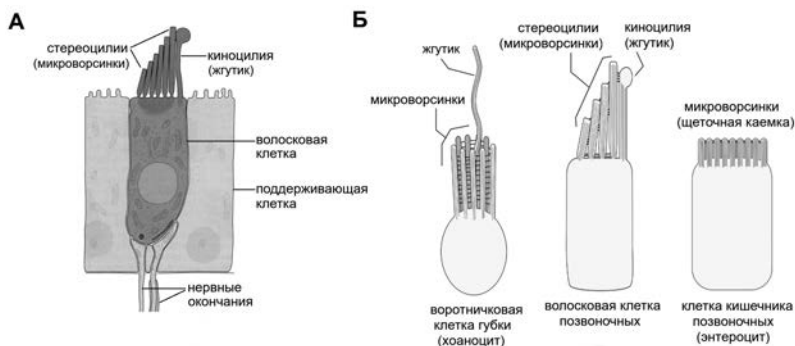 А
стереоцилии
(микроворсинки)
киноцилия
(жгутик)
волосковая
клетка
поддерживающая
клетка
нервные
окончания
Б
жгутик
микроворсинки
стереоцилии
(микроворсинки)
киноцилия
(жгутик)
микроворсинки
(щеточная каемка)
воротничковая
клетка губки
(хоаноцит)
волосковая клетка
позвоночных
клетка кишечника
позвоночных
(энтероцит)